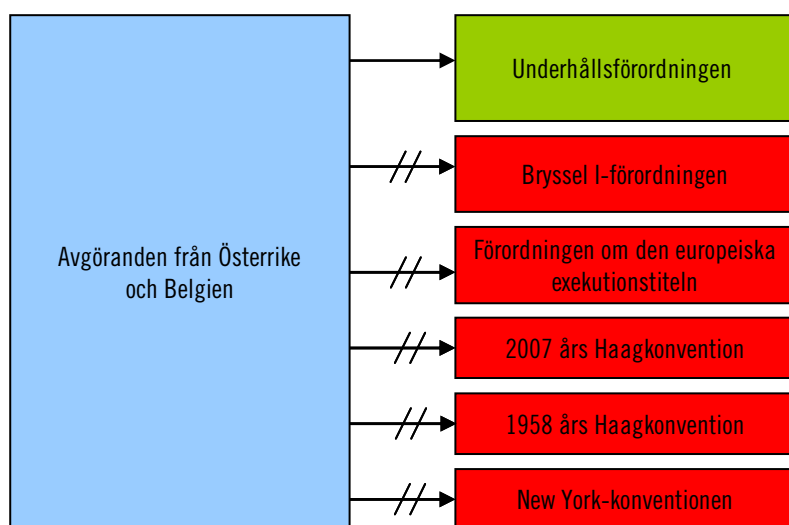 Avgöranden från Österrike
och Belgien
Underhållsförordningen
Bryssel I-förordningen
Förordningen om den europeiska
exekutionstiteln
2007 års Haagkonvention
1958 års Haagkonvention
New York-konventionen